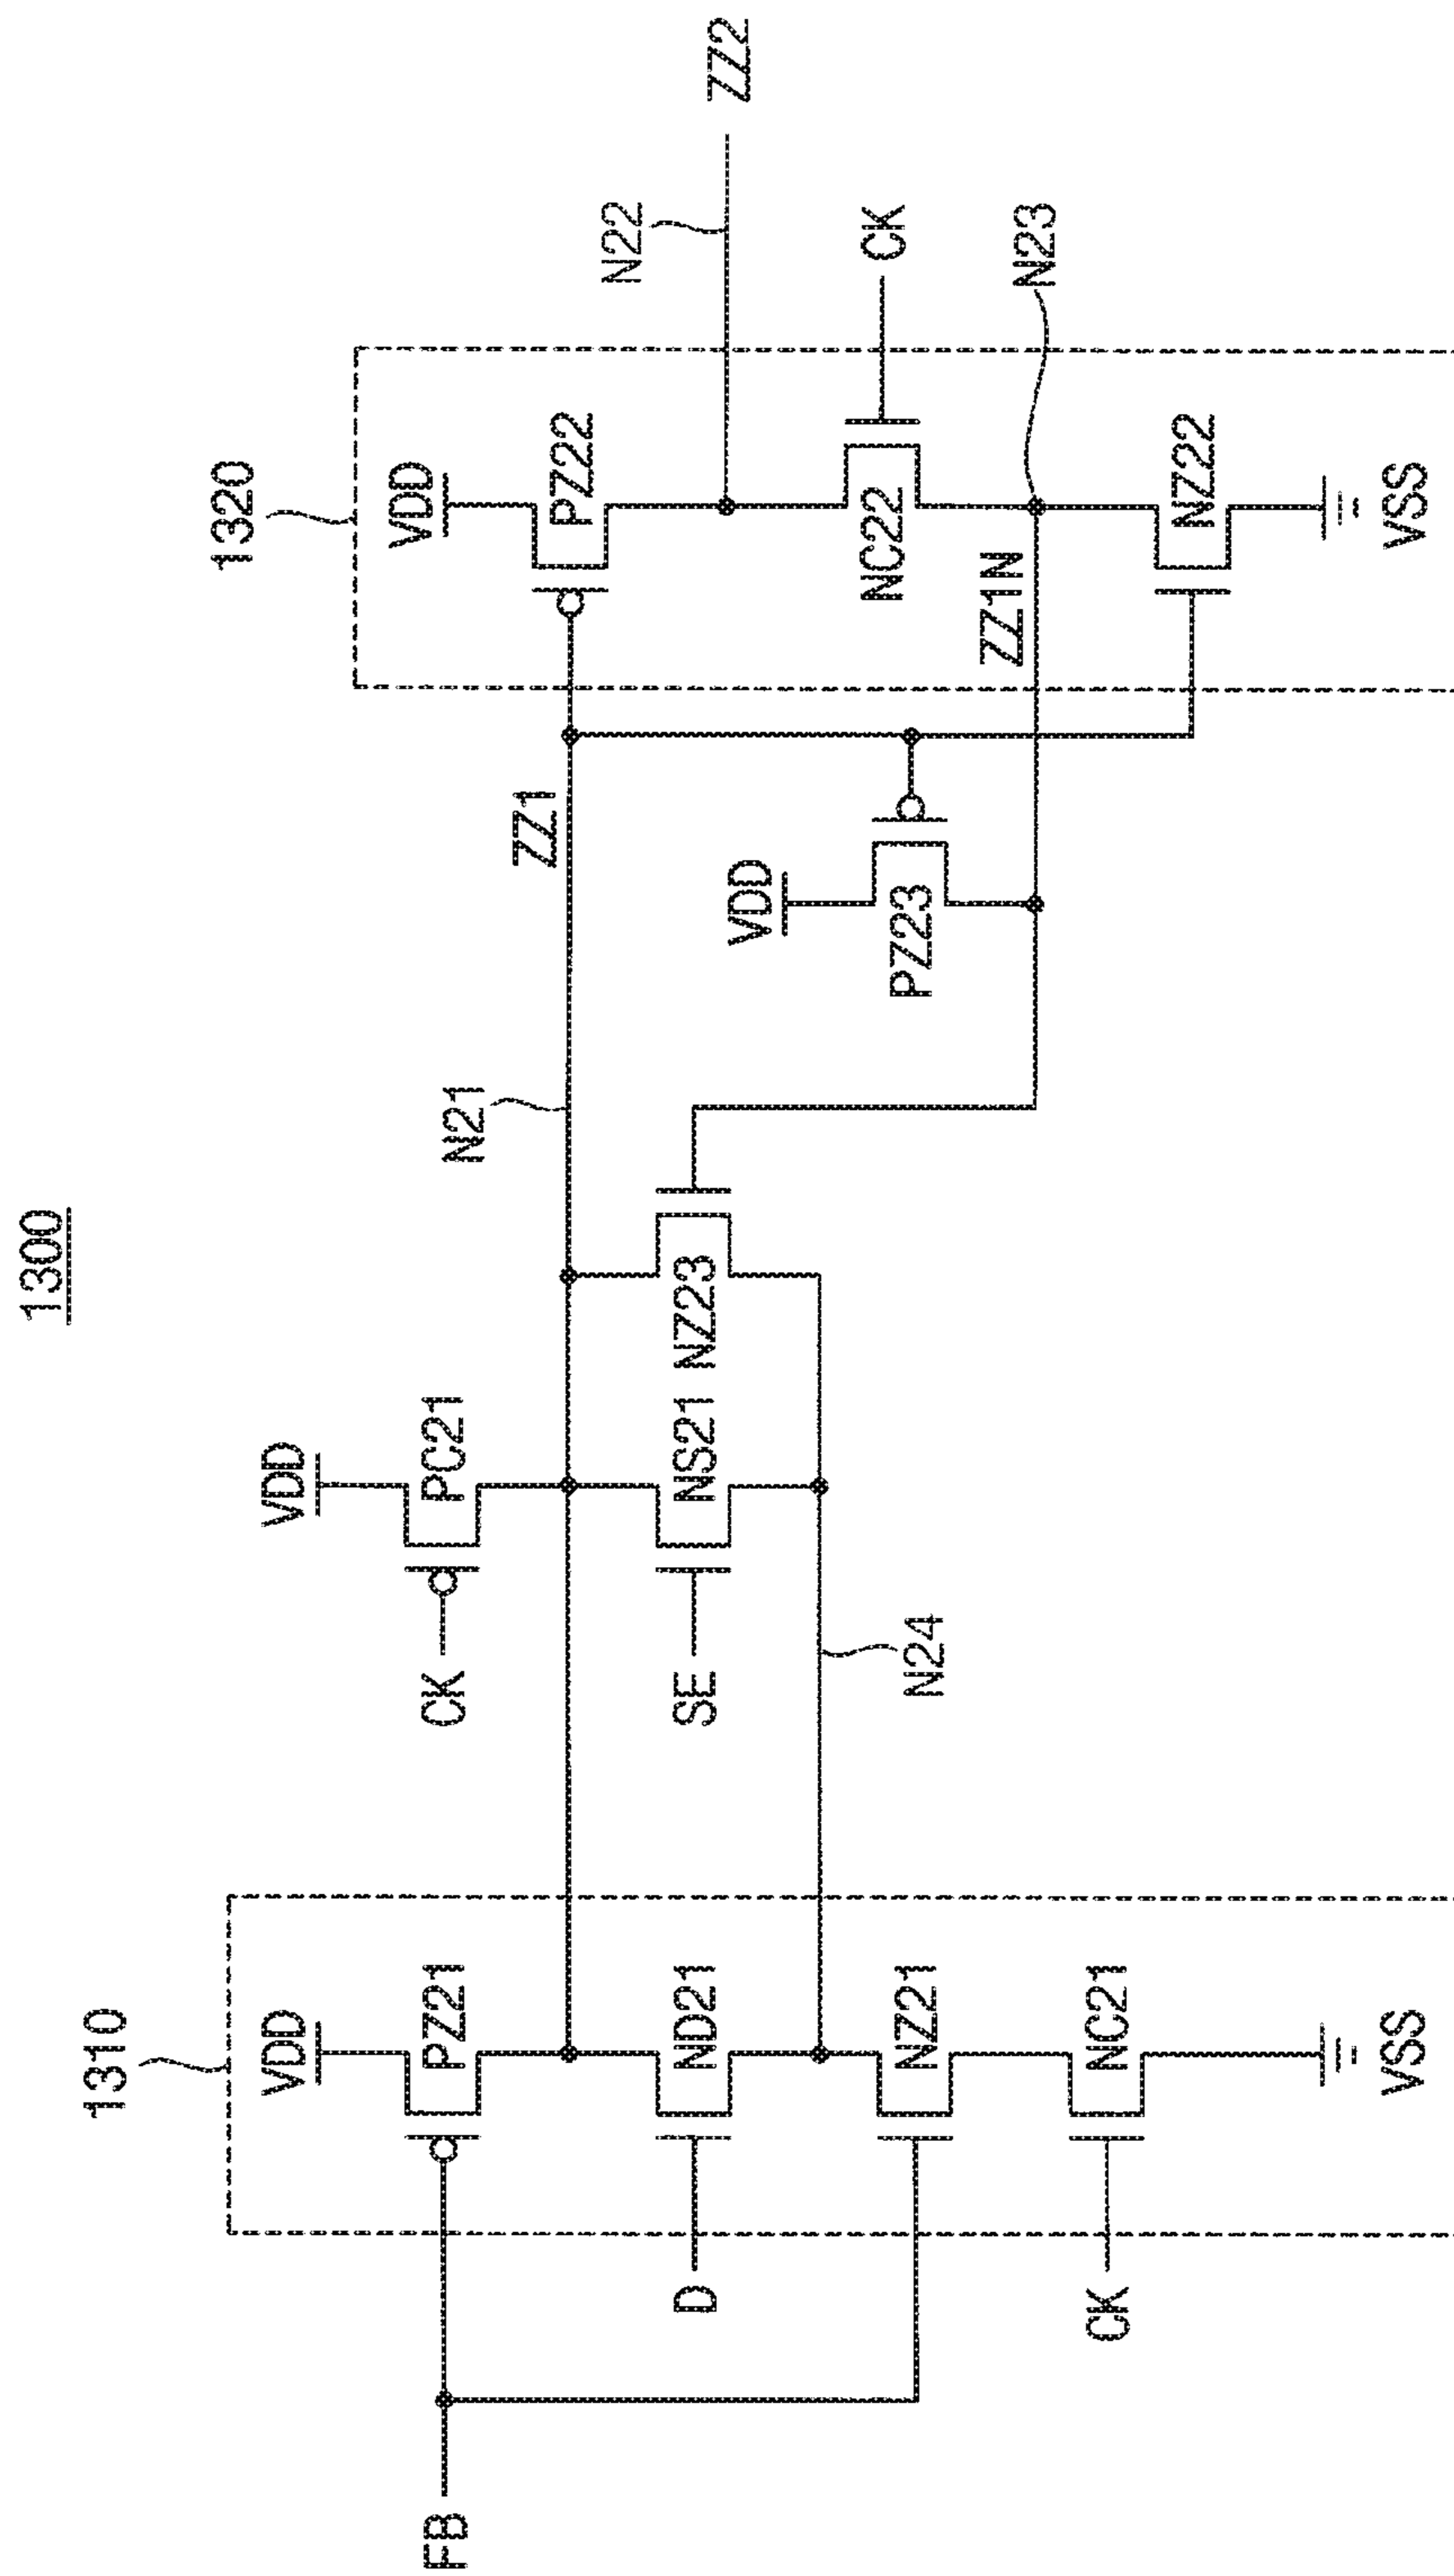 1300
1310
1320
VDD
PZ21
FB
ND21
D
NZ21
NC21
CK
VSS
VDD
PC21
CK
NS21
SE
NZ23
N24
N21
ZZ1
VDD
PZ23
VDD
PZ22
N22
ZZ2
NC22
CK
ZZ1N
N23
NZ22
VSS